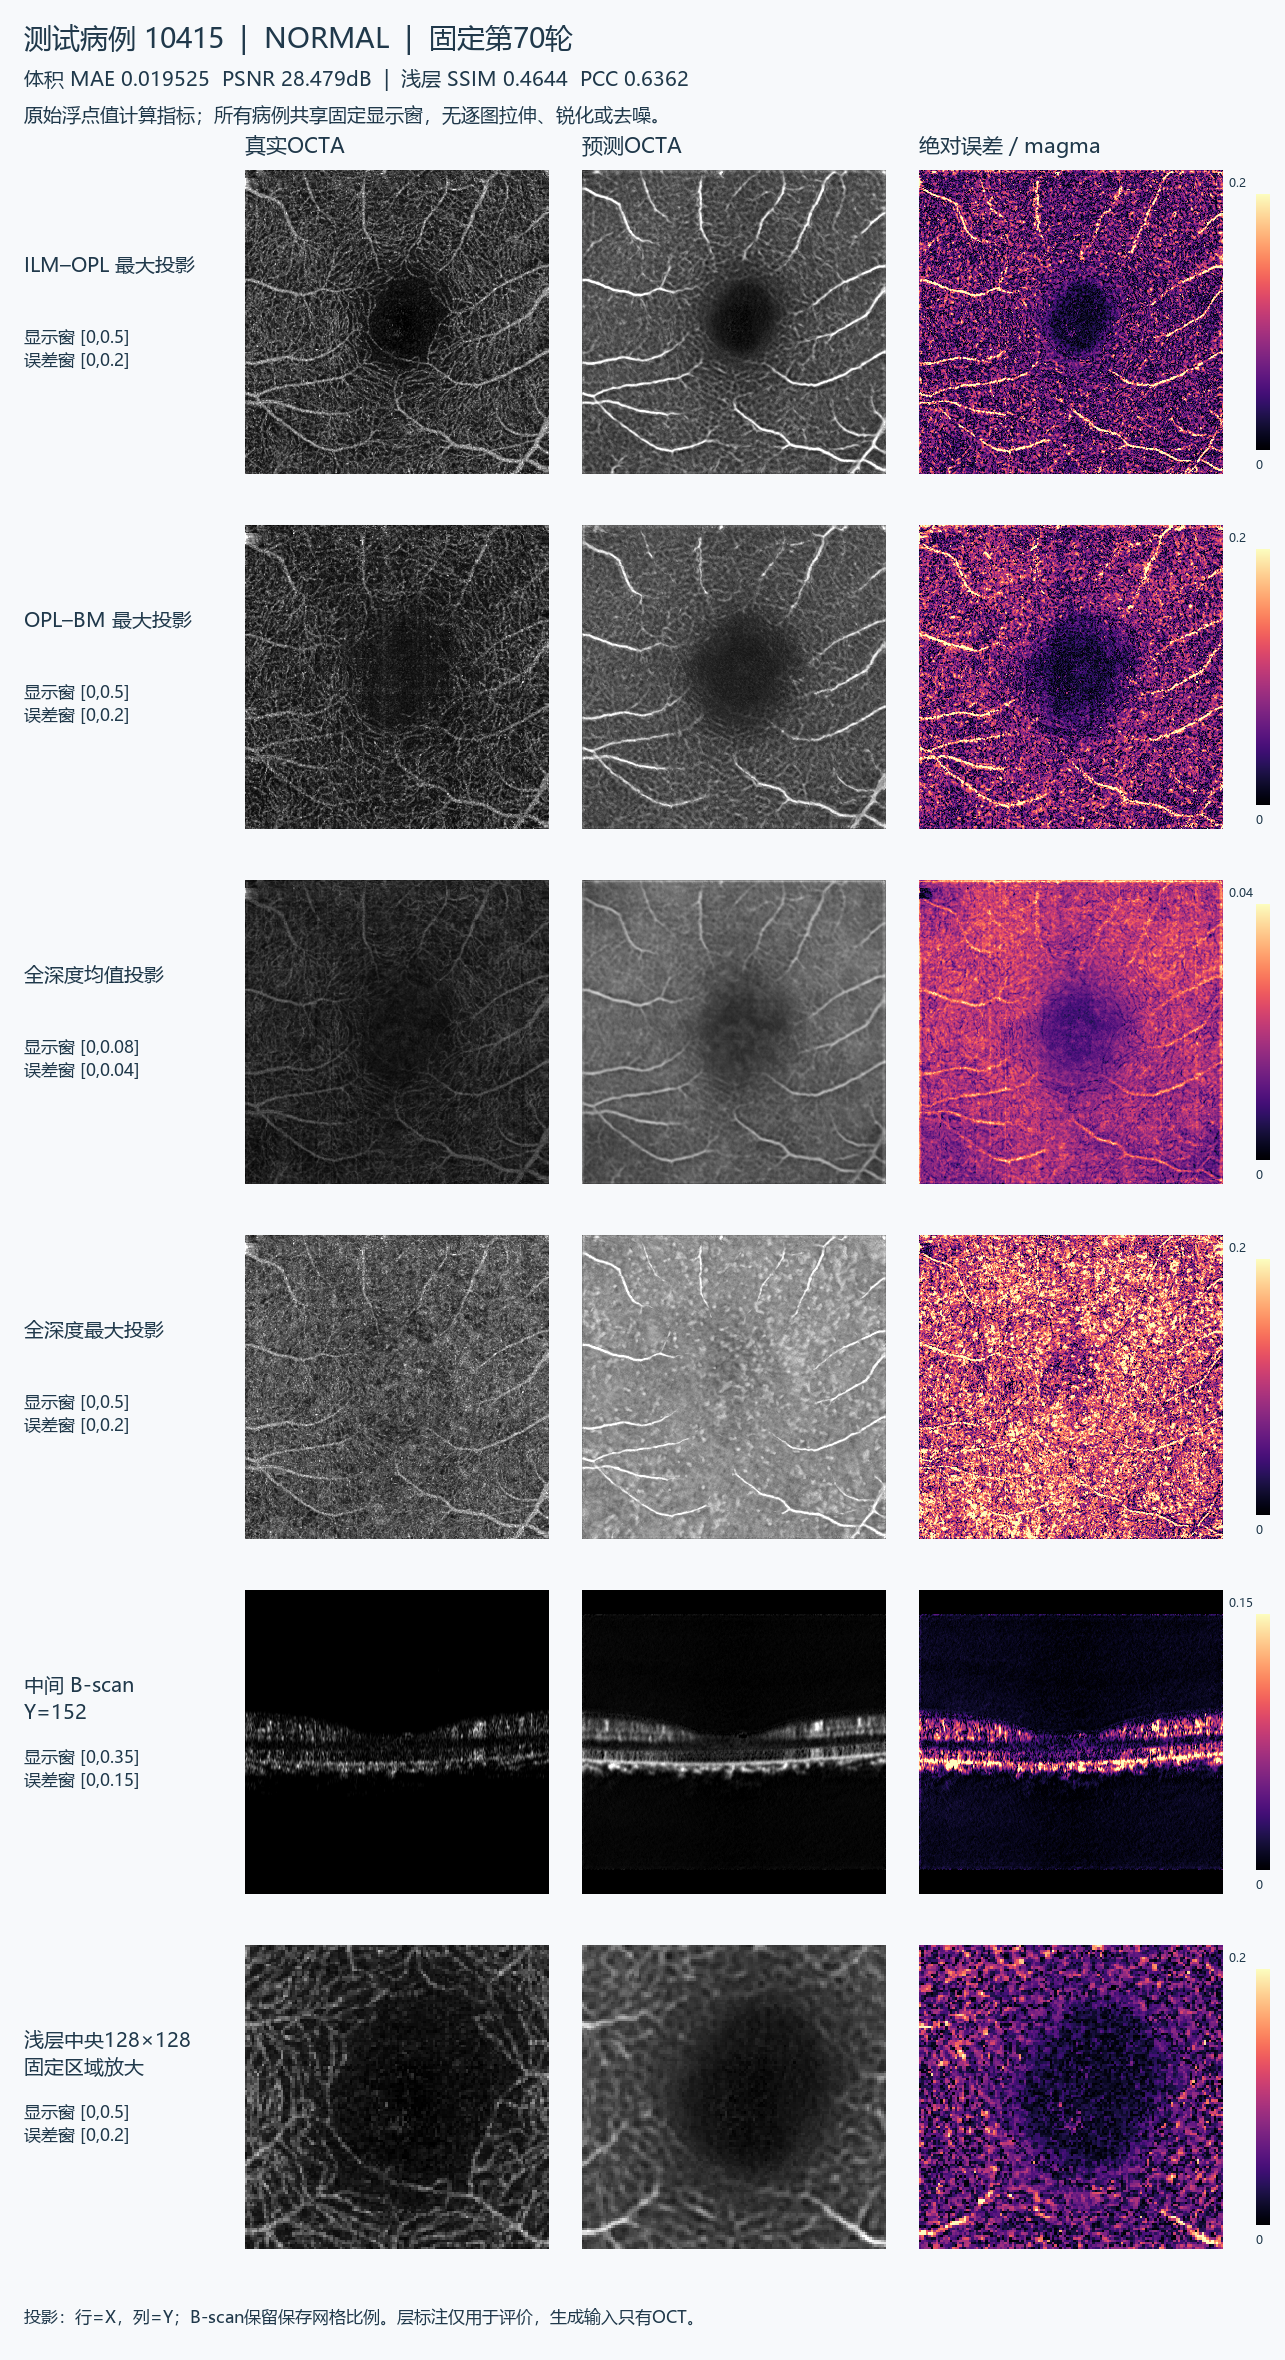 测试病例 10415 | NORMAL | 固定第70轮
体积 MAE 0.019525 PSNR 28.479dB | 浅层 SSIM 0.4644 PCC 0.6362
原始浮点值计算指标；所有病例共享固定显示窗，无逐图拉伸、锐化或去噪。
真实OCTA 预测OCTA 绝对误差 / magma
ILM–OPL 最大投影
显示窗 [0,0.5]
误差窗 [0,0.2]
0.2
0
OPL–BM 最大投影
显示窗 [0,0.5]
误差窗 [0,0.2]
0.2
0
全深度均值投影
显示窗 [0,0.08]
误差窗 [0,0.04]
0.04
0
全深度最大投影
显示窗 [0,0.5]
误差窗 [0,0.2]
0.2
0
中间 B-scan
Y=152
显示窗 [0,0.35]
误差窗 [0,0.15]
0.15
0
浅层中央128×128
固定区域放大
显示窗 [0,0.5]
误差窗 [0,0.2]
0.2
0
投影：行=X，列=Y；B-scan保留保存网格比例。层标注仅用于评价，生成输入只有OCT。